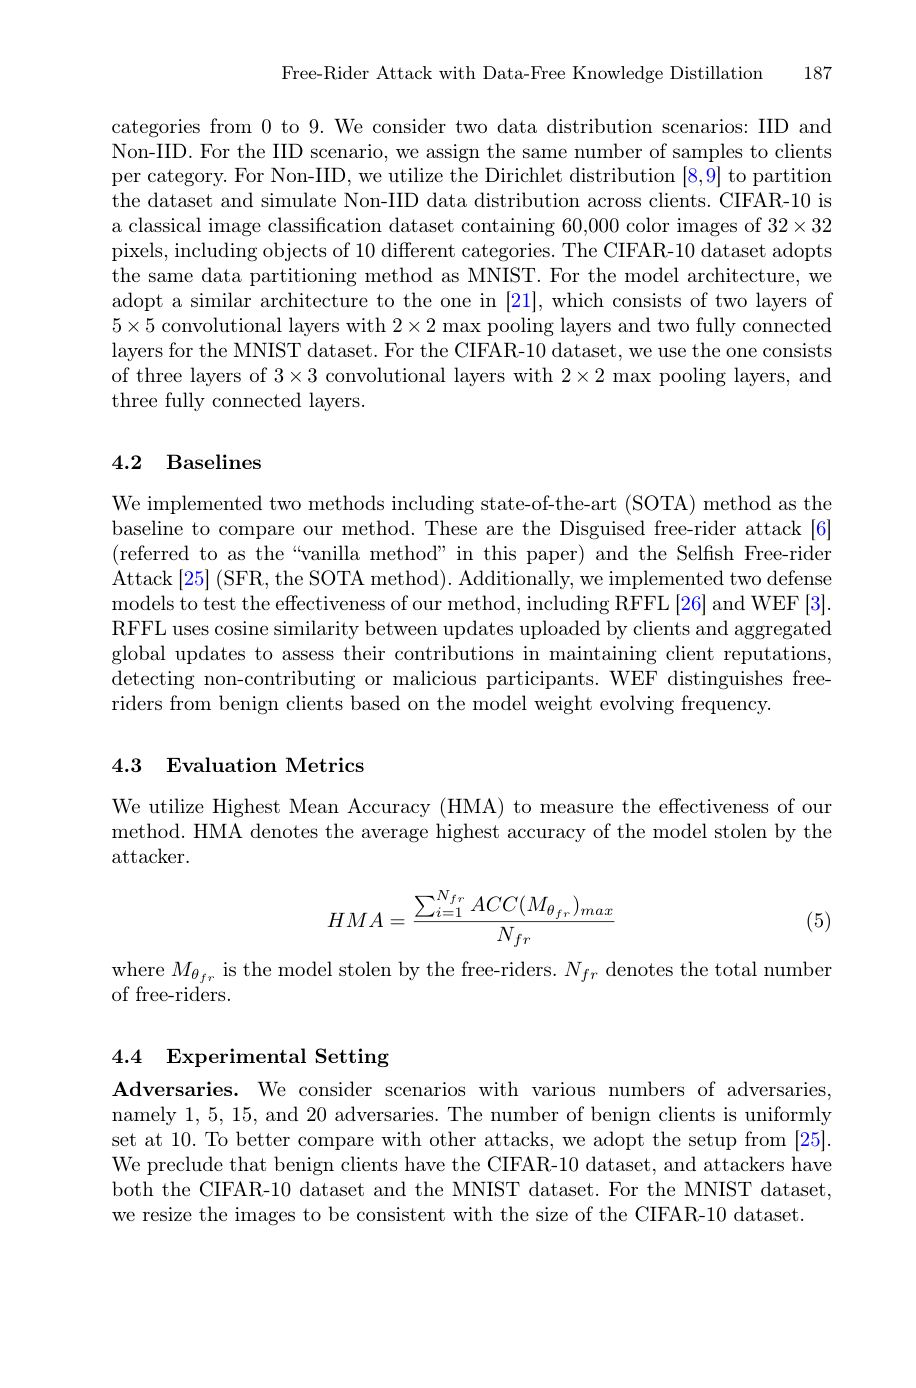 Free-Rider Attack with Data-Free Knowledge Distillation 187
categories from 0 to 9. We consider two data distribution scenarios: IID and
Non-IID. For the IID scenario, we assign the same number of samples to clients
per category. For Non-IID, we utilize the Dirichlet distribution [8,9] to partition
the dataset and simulate Non-IID data distribution across clients. CIFAR-10 is
a classical image classification dataset containing 60,000 color images of 32 × 32
pixels, including objects of 10 different categories. The CIFAR-10 dataset adopts
the same data partitioning method as MNIST. For the model architecture, we
adopt a similar architecture to the one in [21], which consists of two layers of
5 × 5 convolutional layers with 2 × 2 max pooling layers and two fully connected
layers for the MNIST dataset. For the CIFAR-10 dataset, we use the one consists
of three layers of 3 × 3 convolutional layers with 2 × 2 max pooling layers, and
three fully connected layers.
4.2 Baselines
We implemented two methods including state-of-the-art (SOTA) method as the
baseline to compare our method. These are the Disguised free-rider attack [6]
(referred to as the “vanilla method” in this paper) and the Selfish Free-rider
Attack [25] (SFR, the SOTA method). Additionally, we implemented two defense
models to test the effectiveness of our method, including RFFL [26] and WEF [3].
RFFL uses cosine similarity between updates uploaded by clients and aggregated
global updates to assess their contributions in maintaining client reputations,
detecting non-contributing or malicious participants. WEF distinguishes free-
riders from benign clients based on the model weight evolving frequency.
4.3 Evaluation Metrics
We utilize Highest Mean Accuracy (HMA) to measure the effectiveness of our
method. HMA denotes the average highest accuracy of the model stolen by the
attacker.
$HMA = \frac{\sum_{i=1}^{N_{fr}} ACC(M_{\theta_{fr}})_{max}}{N_{fr}}$ (5)
where $M_{\theta_{fr}}$ is the model stolen by the free-riders. $N_{fr}$ denotes the total number
of free-riders.
4.4 Experimental Setting
Adversaries. We consider scenarios with various numbers of adversaries,
namely 1, 5, 15, and 20 adversaries. The number of benign clients is uniformly
set at 10. To better compare with other attacks, we adopt the setup from [25].
We preclude that benign clients have the CIFAR-10 dataset, and attackers have
both the CIFAR-10 dataset and the MNIST dataset. For the MNIST dataset,
we resize the images to be consistent with the size of the CIFAR-10 dataset.